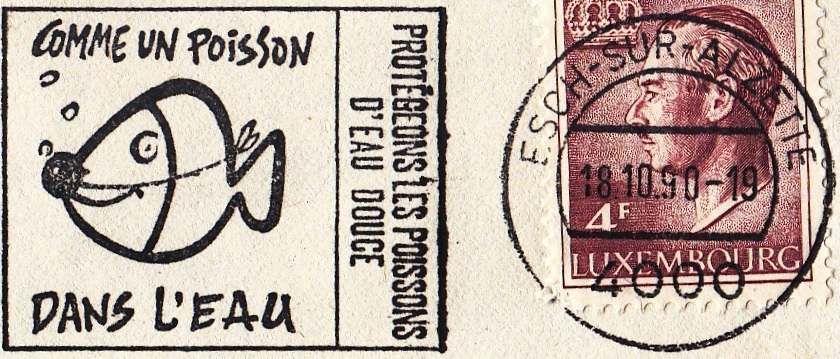 COMME UN POISSON
DANS L'EAU
PROTÉGEONS LES POISSONS
D'EAU DOUCE
ESCH-SUR-ALZETTE
18.10.90-19
4000
4F
LUXEMBOURG